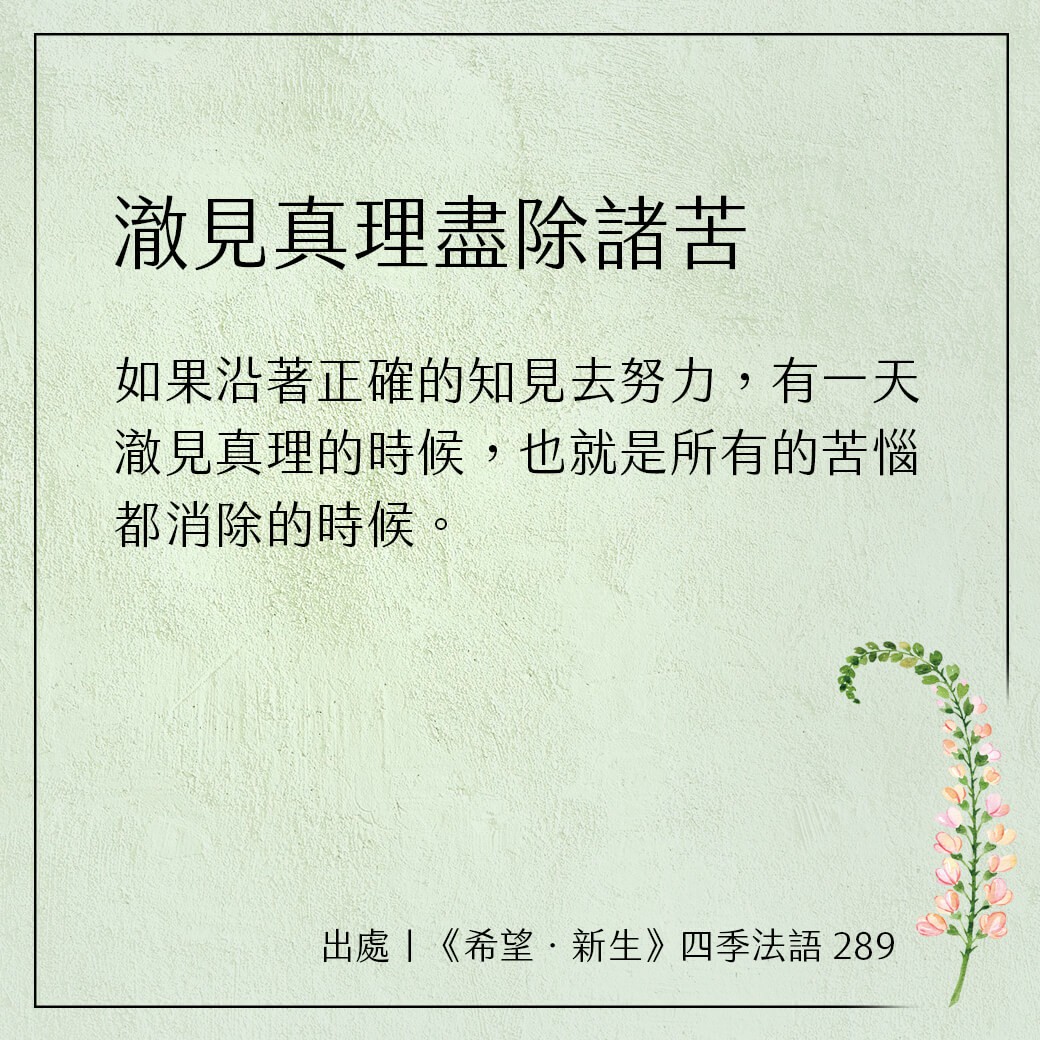 澈見真理盡除諸苦
如果沿著正確的知見去努力，有一天
澈見真理的時候，也就是所有的苦惱
都消除的時候。
出處｜《希望．新生》四季法語 289